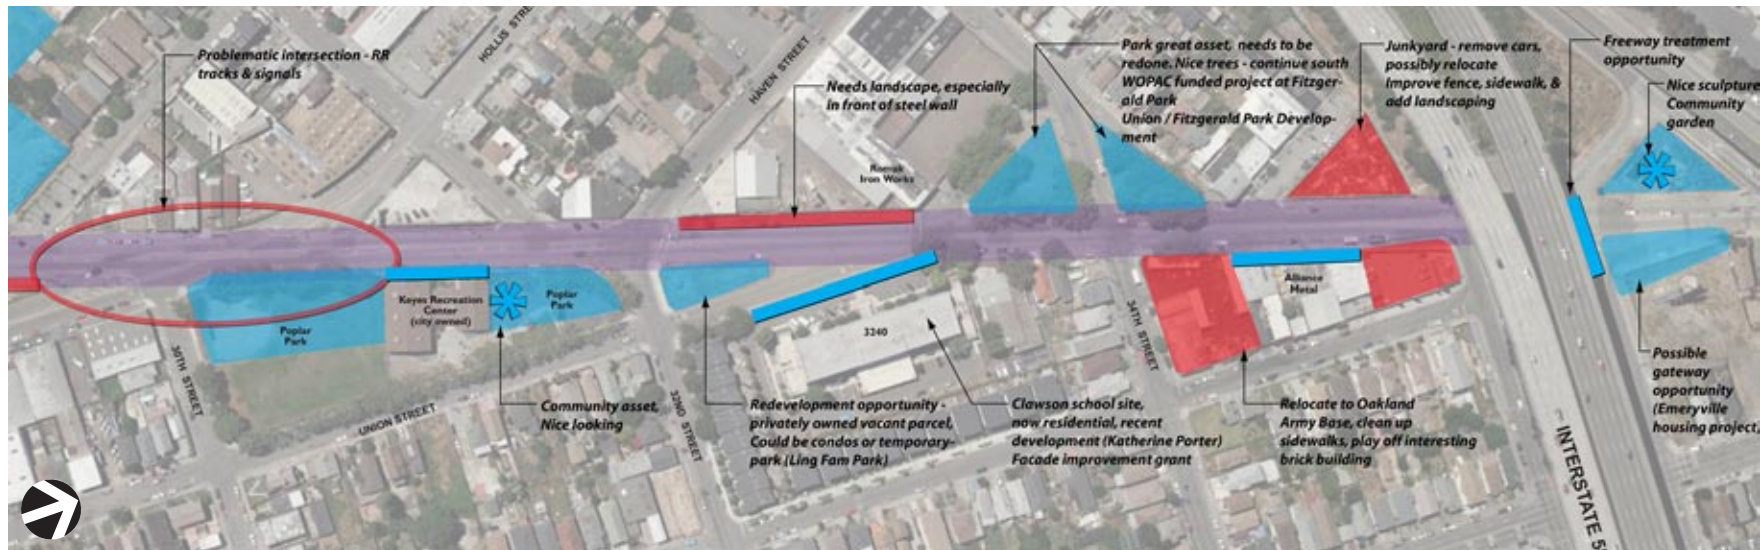 Problematic intersection - RR
tracks & signals
HOLLIS STRE
HAVEN STREET
Needs landscape, especially
in front of steel wall
Park great asset, needs to be
redone. Nice trees - continue south
WOPAC funded project at Fitzger-
ald Park
Union / Fitzgerald Park Develop-
ment
Junkyard - remove cars,
possibly relocate
Improve fence, sidewalk, &
add landscaping
Freeway treatment
opportunity
Nice sculpture
Community
garden
Romak
Iron Works
Keyes Recreation
Center
(city owned)
Poplar
Park
Poplar
Park
3240
Alliance
Metal
30TH STREET
UNION STREET
32ND STREET
34TH STREET
INTERSTATE 5
Community asset,
Nice looking
Redevelopment opportunity -
privately owned vacant parcel,
Could be condos or temporary-
park (Ling Fam Park)
Clawson school site,
now residential, recent
development (Katherine Porter)
Facade improvement grant
Relocate to Oakland
Army Base, clean up
sidewalks, play off interesting
brick building
Possible
gateway
opportunity
(Emeryville
housing project,